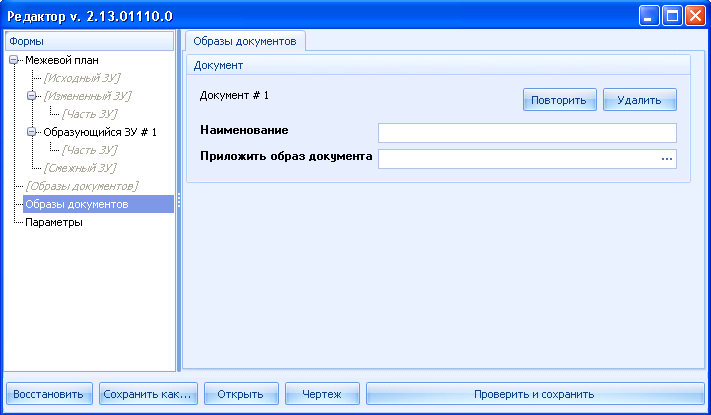 Редактор v. 2.13.01110.0
Формы
Межевой план
[Исходный ЗУ]
[Измененный ЗУ]
[Часть ЗУ]
Образующийся ЗУ # 1
[Часть ЗУ]
[Смежный ЗУ]
[Образы документов]
Образы документов
Параметры
Образы документов
Документ
Документ # 1
Повторить Удалить
Наименование
Приложить образ документа ...
Восстановить Сохранить как... Открыть Чертеж Проверить и сохранить